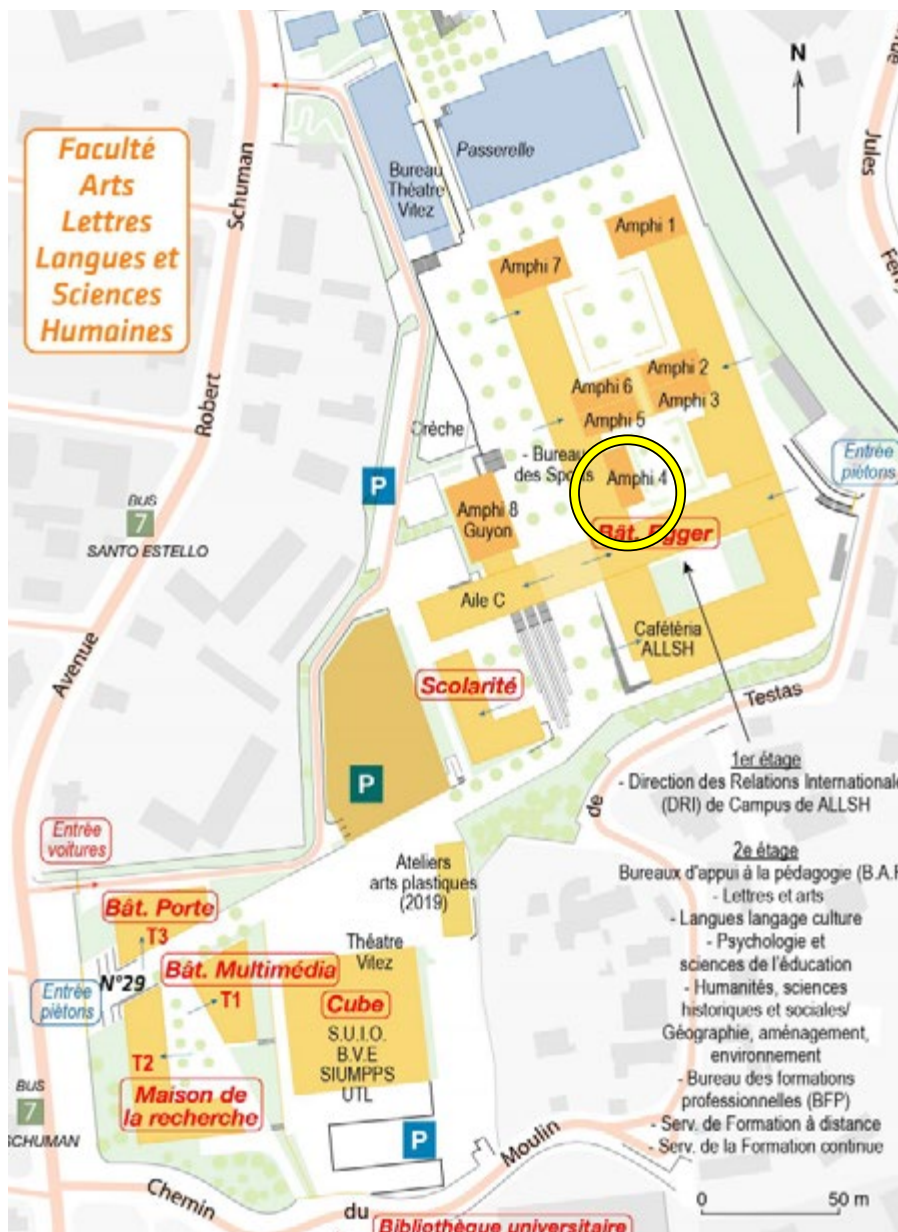 Faculté
Arts
Lettres
Langues et
Sciences
Humaines
Schuman
Robert
Avenue
N
Jules
Passerelle
Bureau
Théatre
Vitez
Amphi 1
Amphi 7
Amphi 2
Amphi 6
Amphi 3
Amphi 5
Crèche
- Bureau
des Sports
Amphi 4
Entrée
piétons
P
Amphi 8
Guyon
BUS
7
SANTO ESTELLO
Bât. Egger
Aile C
Cafétéria
ALLSH
Scolarité
Testas
de
P
1er étage
- Direction des Relations Internationale
(DRI) de Campus de ALLSH
Entrée
voitures
2e étage
Bureaux d'appui à la pédagogie (B.A.P
- Lettres et arts
- Langues langage culture
- Psychologie et
sciences de l'éducation
- Humanités, sciences
historiques et sociales/
Géographie, aménagement,
environnement
- Bureau des formations
professionnelles (BFP)
- Serv. de Formation à distance
- Serv. de la Formation continue
Ateliers
arts plastiques
(2019)
Bât. Porte
T3
Théatre
Vitez
N°29
Bât. Multimédia
Entrée
piétons
T1
Cube
S.U.I.O.
B.V.E
SIUMPPS
UTL
T2
Maison de
la recherche
BUS
7
SCHUMAN
P
Moulin
du
Chemin
0 50 m
Bibliothèque universitaire